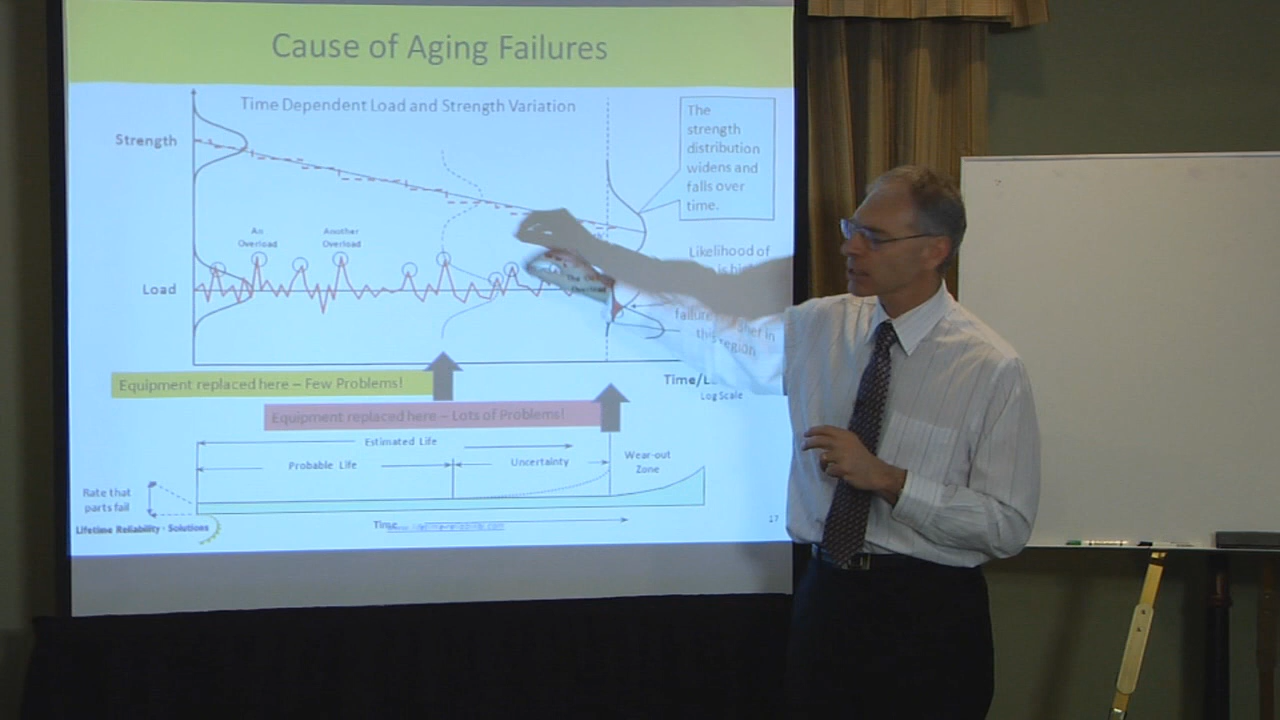 Cause of Aging Failures
Time Dependent Load and Strength Variation
The
strength
distribution
widens and
falls over
time.
Strength
An
Overload
Another
Overload
Likelihood of
Load
The
Overload
failure
this region
Equipment replaced here – Few Problems!
Time/L
Log Scale
Equipment replaced here – Lots of Problems!
Estimated Life
Probable Life
Uncertainty
Wear-out
Zone
Rate that
parts fail
Time
Lifetime Reliability · Solutions
17